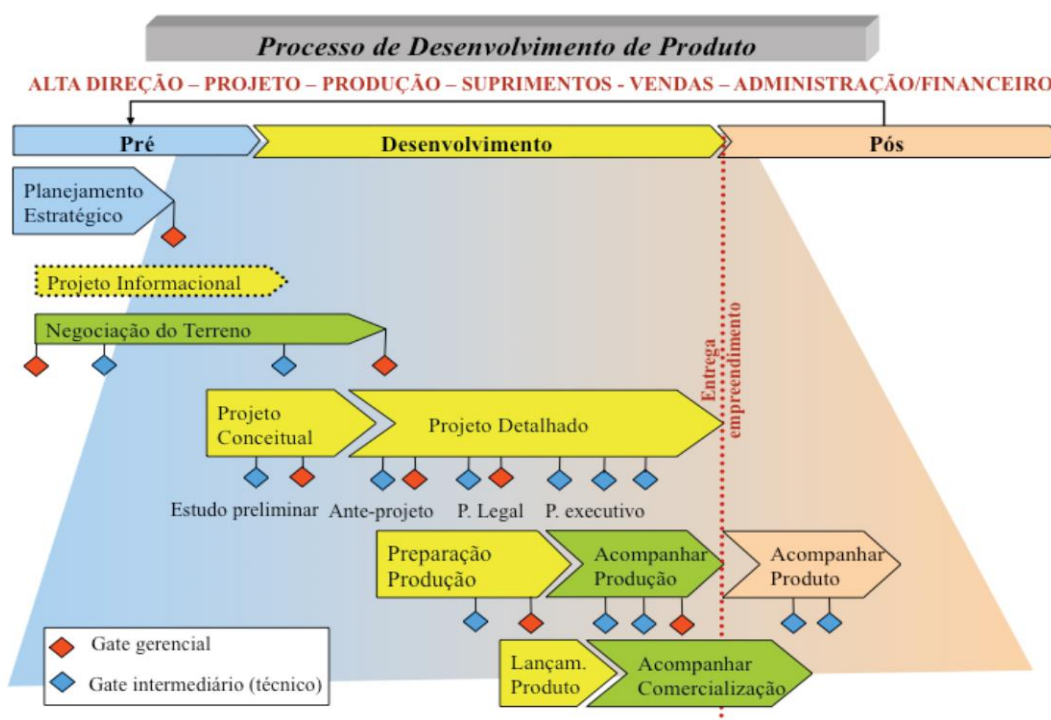 Processo de Desenvolvimento de Produto
ALTA DIREÇÃO – PROJETO – PRODUÇÃO – SUPRIMENTOS - VENDAS – ADMINISTRAÇÃO/FINANCEIRO
Pré
Desenvolvimento
Pós
Planejamento
Estratégico
Projeto Informacional
Negociação do Terreno
Entrega
empreendimento
Projeto
Conceitual
Projeto Detalhado
Estudo preliminar
Ante-projeto
P. Legal
P. executivo
Preparação
Produção
Acompanhar
Produção
Acompanhar
Produto
Gate gerencial
Gate intermediário (técnico)
Lançam.
Produto
Acompanhar
Comercialização